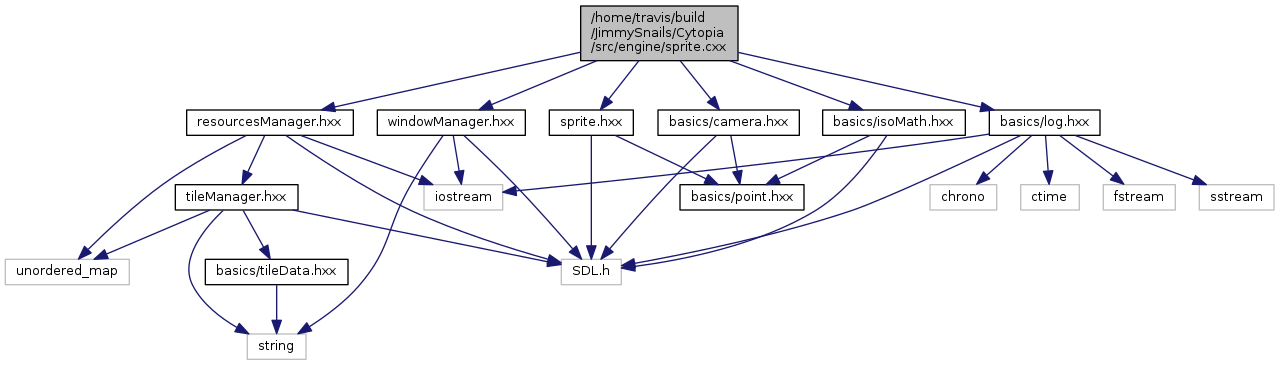 /home/travis/build
/JimmySnails/Cytopia
/src/engine/sprite.cxx
resourcesManager.hxx
windowManager.hxx
sprite.hxx
basics/camera.hxx
basics/isoMath.hxx
basics/log.hxx
tileManager.hxx
iostream
basics/point.hxx
chrono
ctime
fstream
sstream
unordered_map
basics/tileData.hxx
SDL.h
string